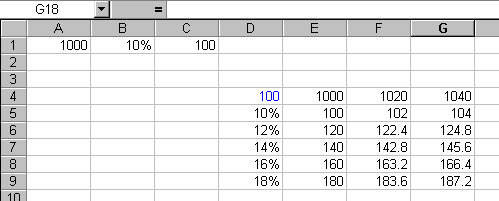 G18 =
A B C D E F G
1 1000 10% 100
2
3
4 100 1000 1020 1040
5 10% 100 102 104
6 12% 120 122.4 124.8
7 14% 140 142.8 145.6
8 16% 160 163.2 166.4
9 18% 180 183.6 187.2
10